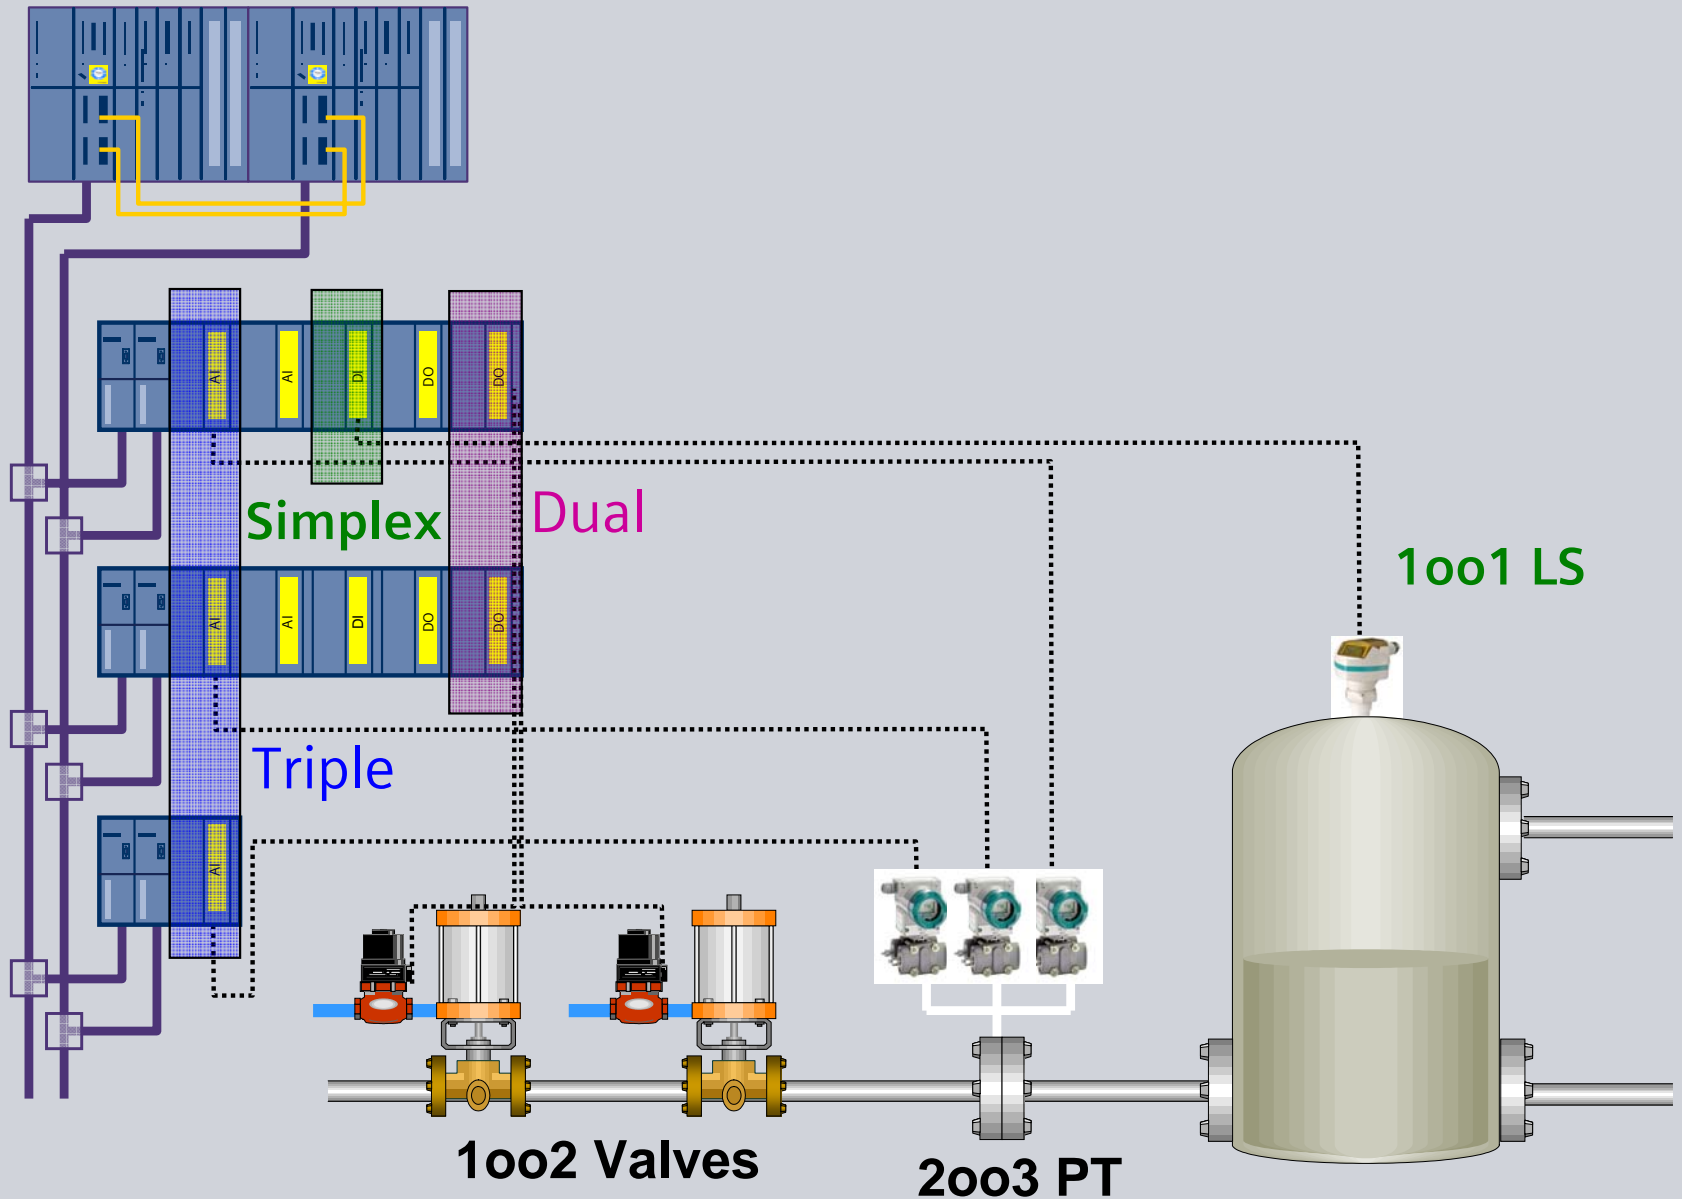 AI
AI
DI
DO
DO
Simplex
Dual
1oo1 LS
AI
AI
DI
DO
DO
Triple
AI
1oo2 Valves
2oo3 PT